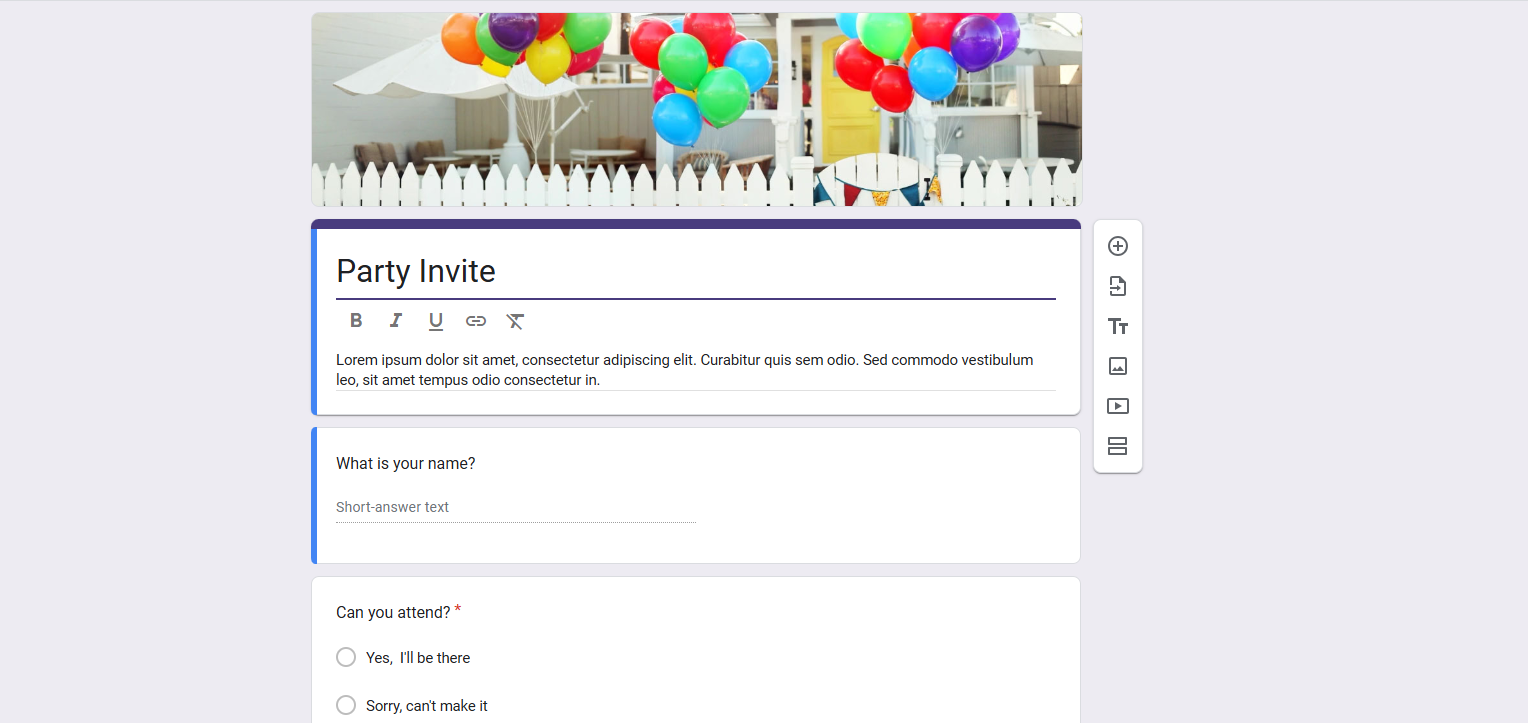 Party Invite
B I U
Lorem ipsum dolor sit amet, consectetur adipiscing elit. Curabitur quis sem odio. Sed commodo vestibulum
leo, sit amet tempus odio consectetur in.
What is your name?
Short-answer text
Can you attend? *
Yes,  I'll be there
Sorry, can't make it